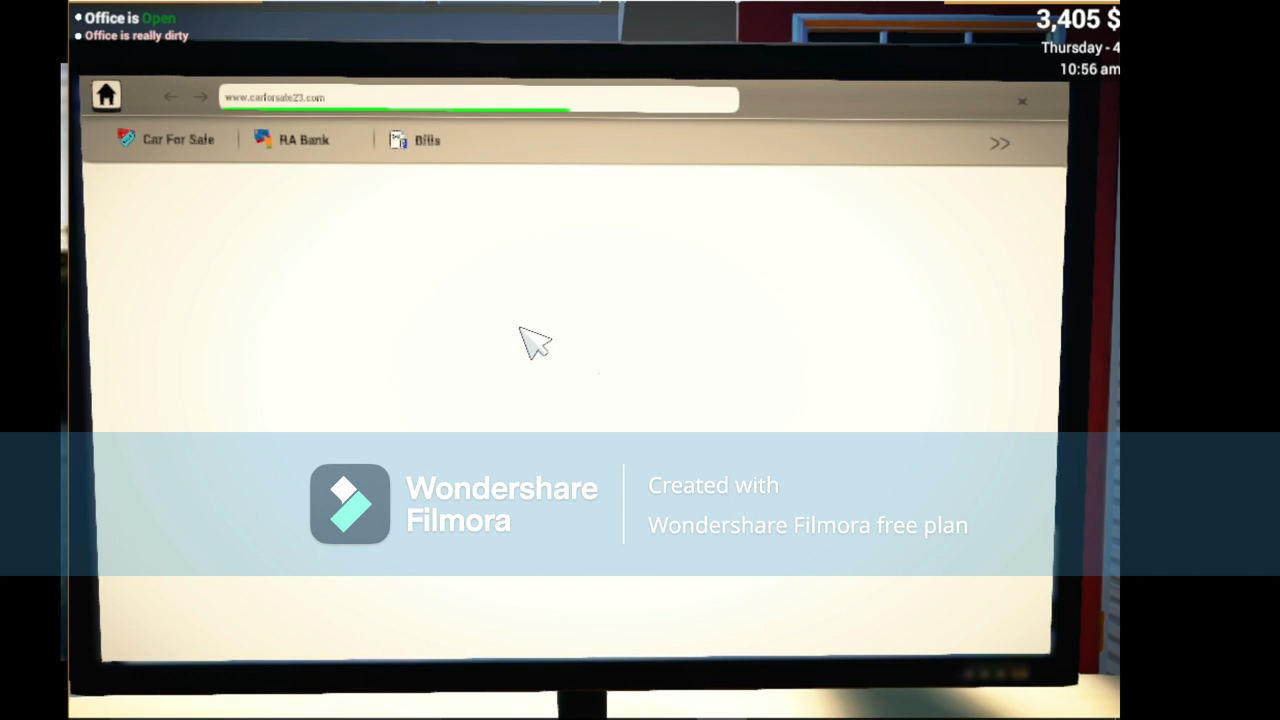 Office is Open
Office is really dirty
3,405 $
Thursday - 4
10:56 am
www.carforsale23.com
Car For Sale
RA Bank
Bills
>>
Wondershare
Filmora
Created with
Wondershare Filmora free plan